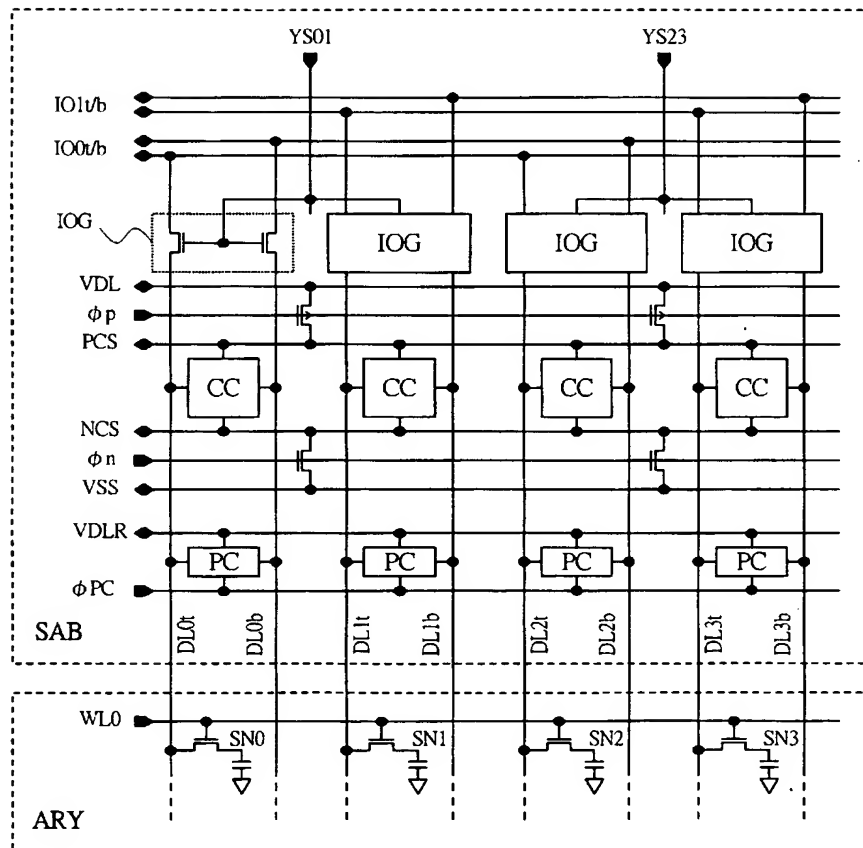 YS01 YS23
IO1t/b
IO0t/b
IOG IOG IOG IOG
VDL
φp
PCS
CC CC CC CC
NCS
φn
VSS
VDLR
PC PC PC PC
φPC
DL0t DL0b DL1t DL1b DL2t DL2b DL3t DL3b
SAB
WL0
SN0 SN1 SN2 SN3
ARY